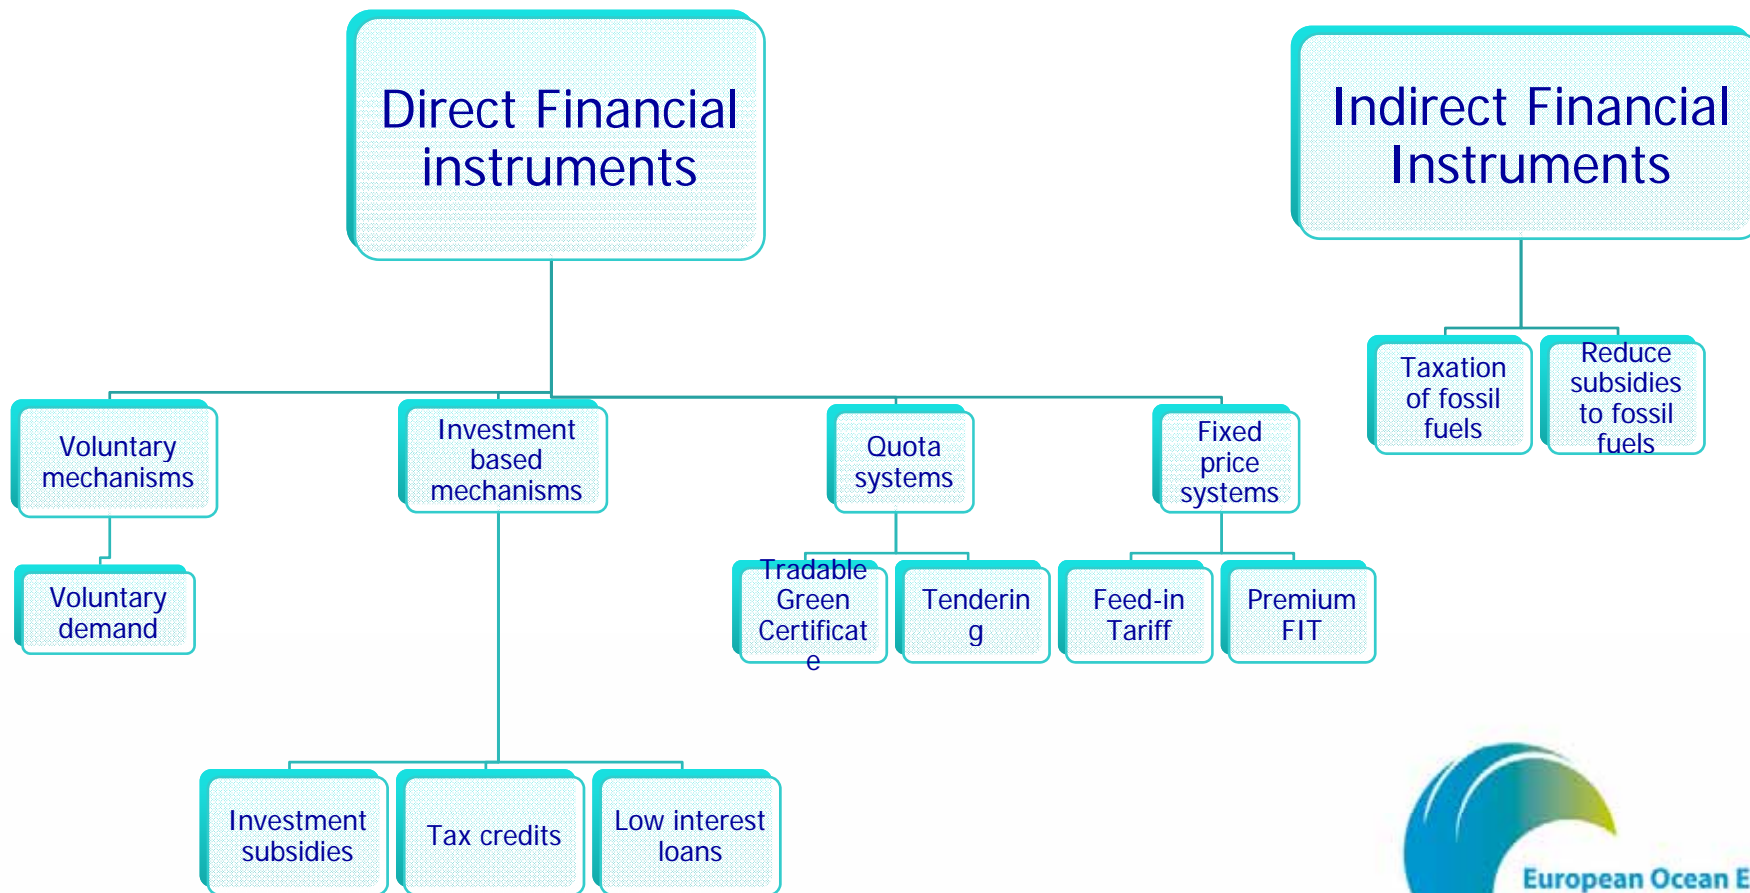 Direct Financial
instruments
Indirect Financial
Instruments
Taxation
of fossil
fuels
Reduce
subsidies
to fossil
fuels
Voluntary
mechanisms
Investment
based
mechanisms
Quota
systems
Fixed
price
systems
Voluntary
demand
Tradable
Green
Certificat
e
Tenderin
g
Feed-in
Tariff
Premium
FIT
Investment
subsidies
Tax credits
Low interest
loans
European Ocean E